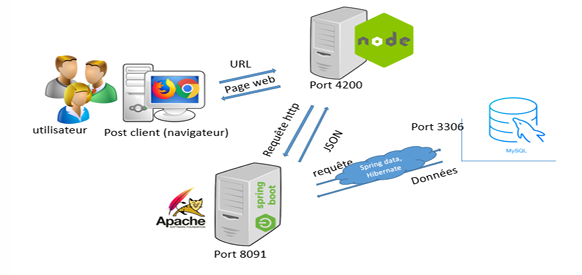 node
Port 4200
URL
Page web
utilisateur
Post client (navigateur)
Requête http
JSON
Port 3306
MySQL
requête
Spring data,
Hibernate
Données
Apache
spring
boot
Port 8091